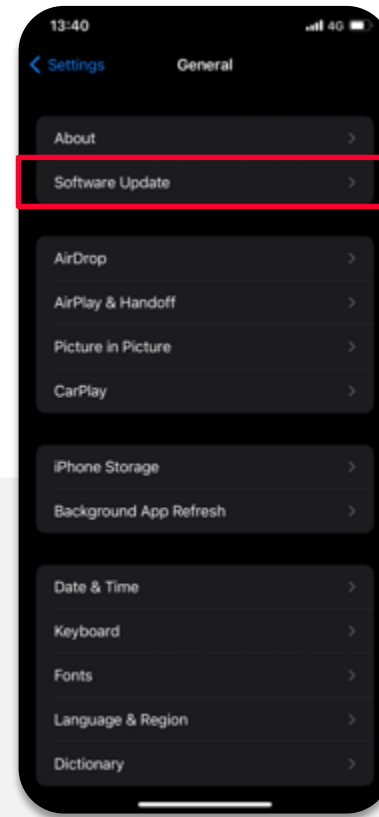 13:40
4G
Settings
General
About
Software Update
AirDrop
AirPlay & Handoff
Picture in Picture
CarPlay
iPhone Storage
Background App Refresh
Date & Time
Keyboard
Fonts
Language & Region
Dictionary